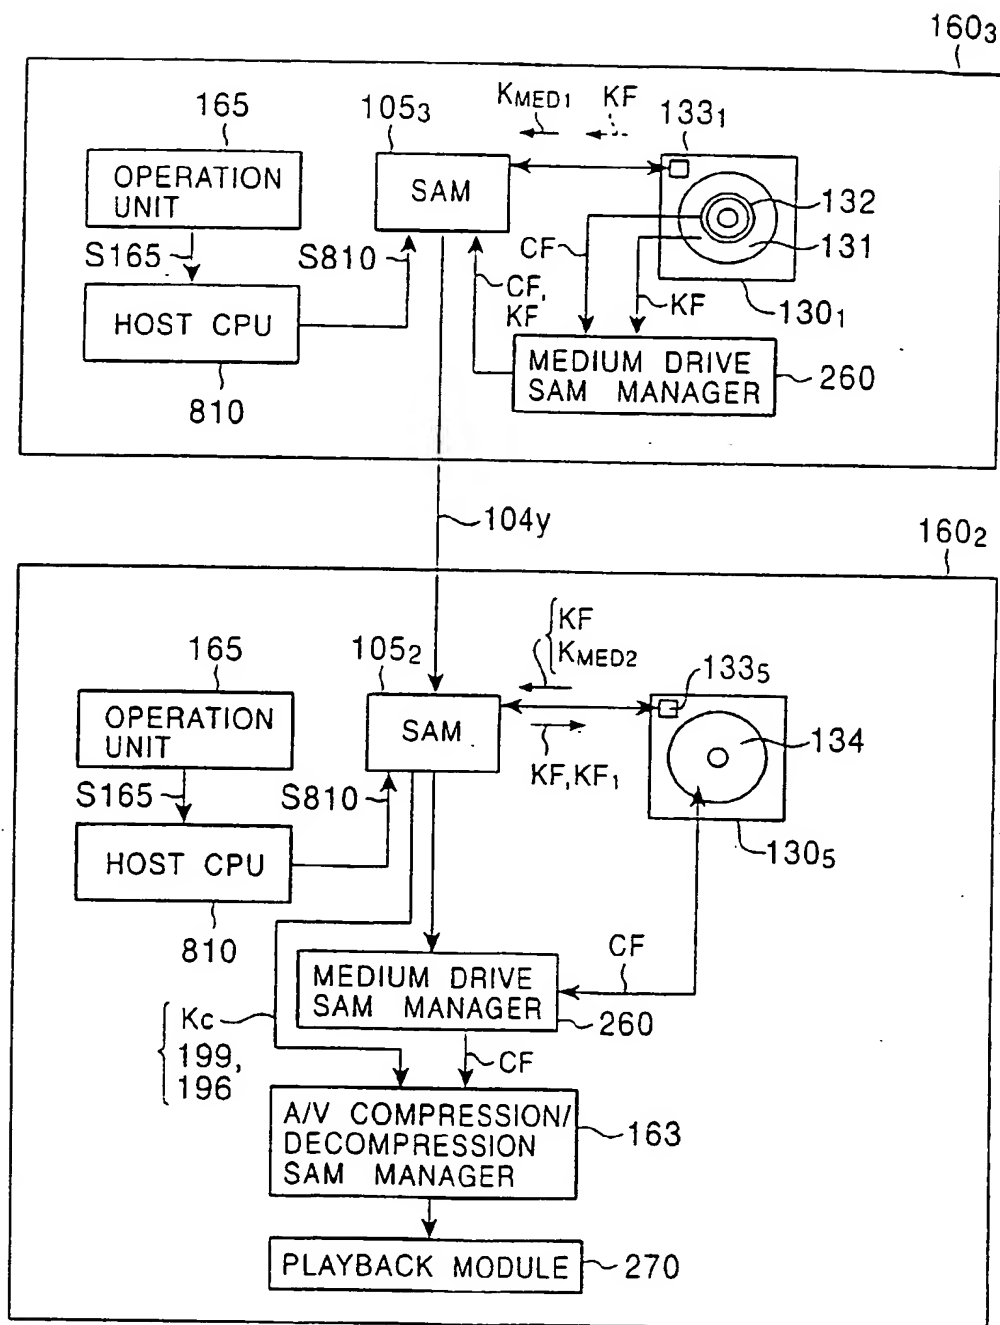 160₃
165
105₃
K_MED1
KF
133₁
OPERATION
UNIT
SAM
132
131
S165
S810
CF
CF,
KF
KF
130₁
HOST CPU
MEDIUM DRIVE
SAM MANAGER
260
810
104y
160₂
165
105₂
KF
K_MED2
133₅
OPERATION
UNIT
SAM
134
KF,KF₁
S165
S810
130₅
HOST CPU
810
CF
MEDIUM DRIVE
SAM MANAGER
260
Kc
199,
196
CF
A/V COMPRESSION/
DECOMPRESSION
SAM MANAGER
163
PLAYBACK MODULE
270